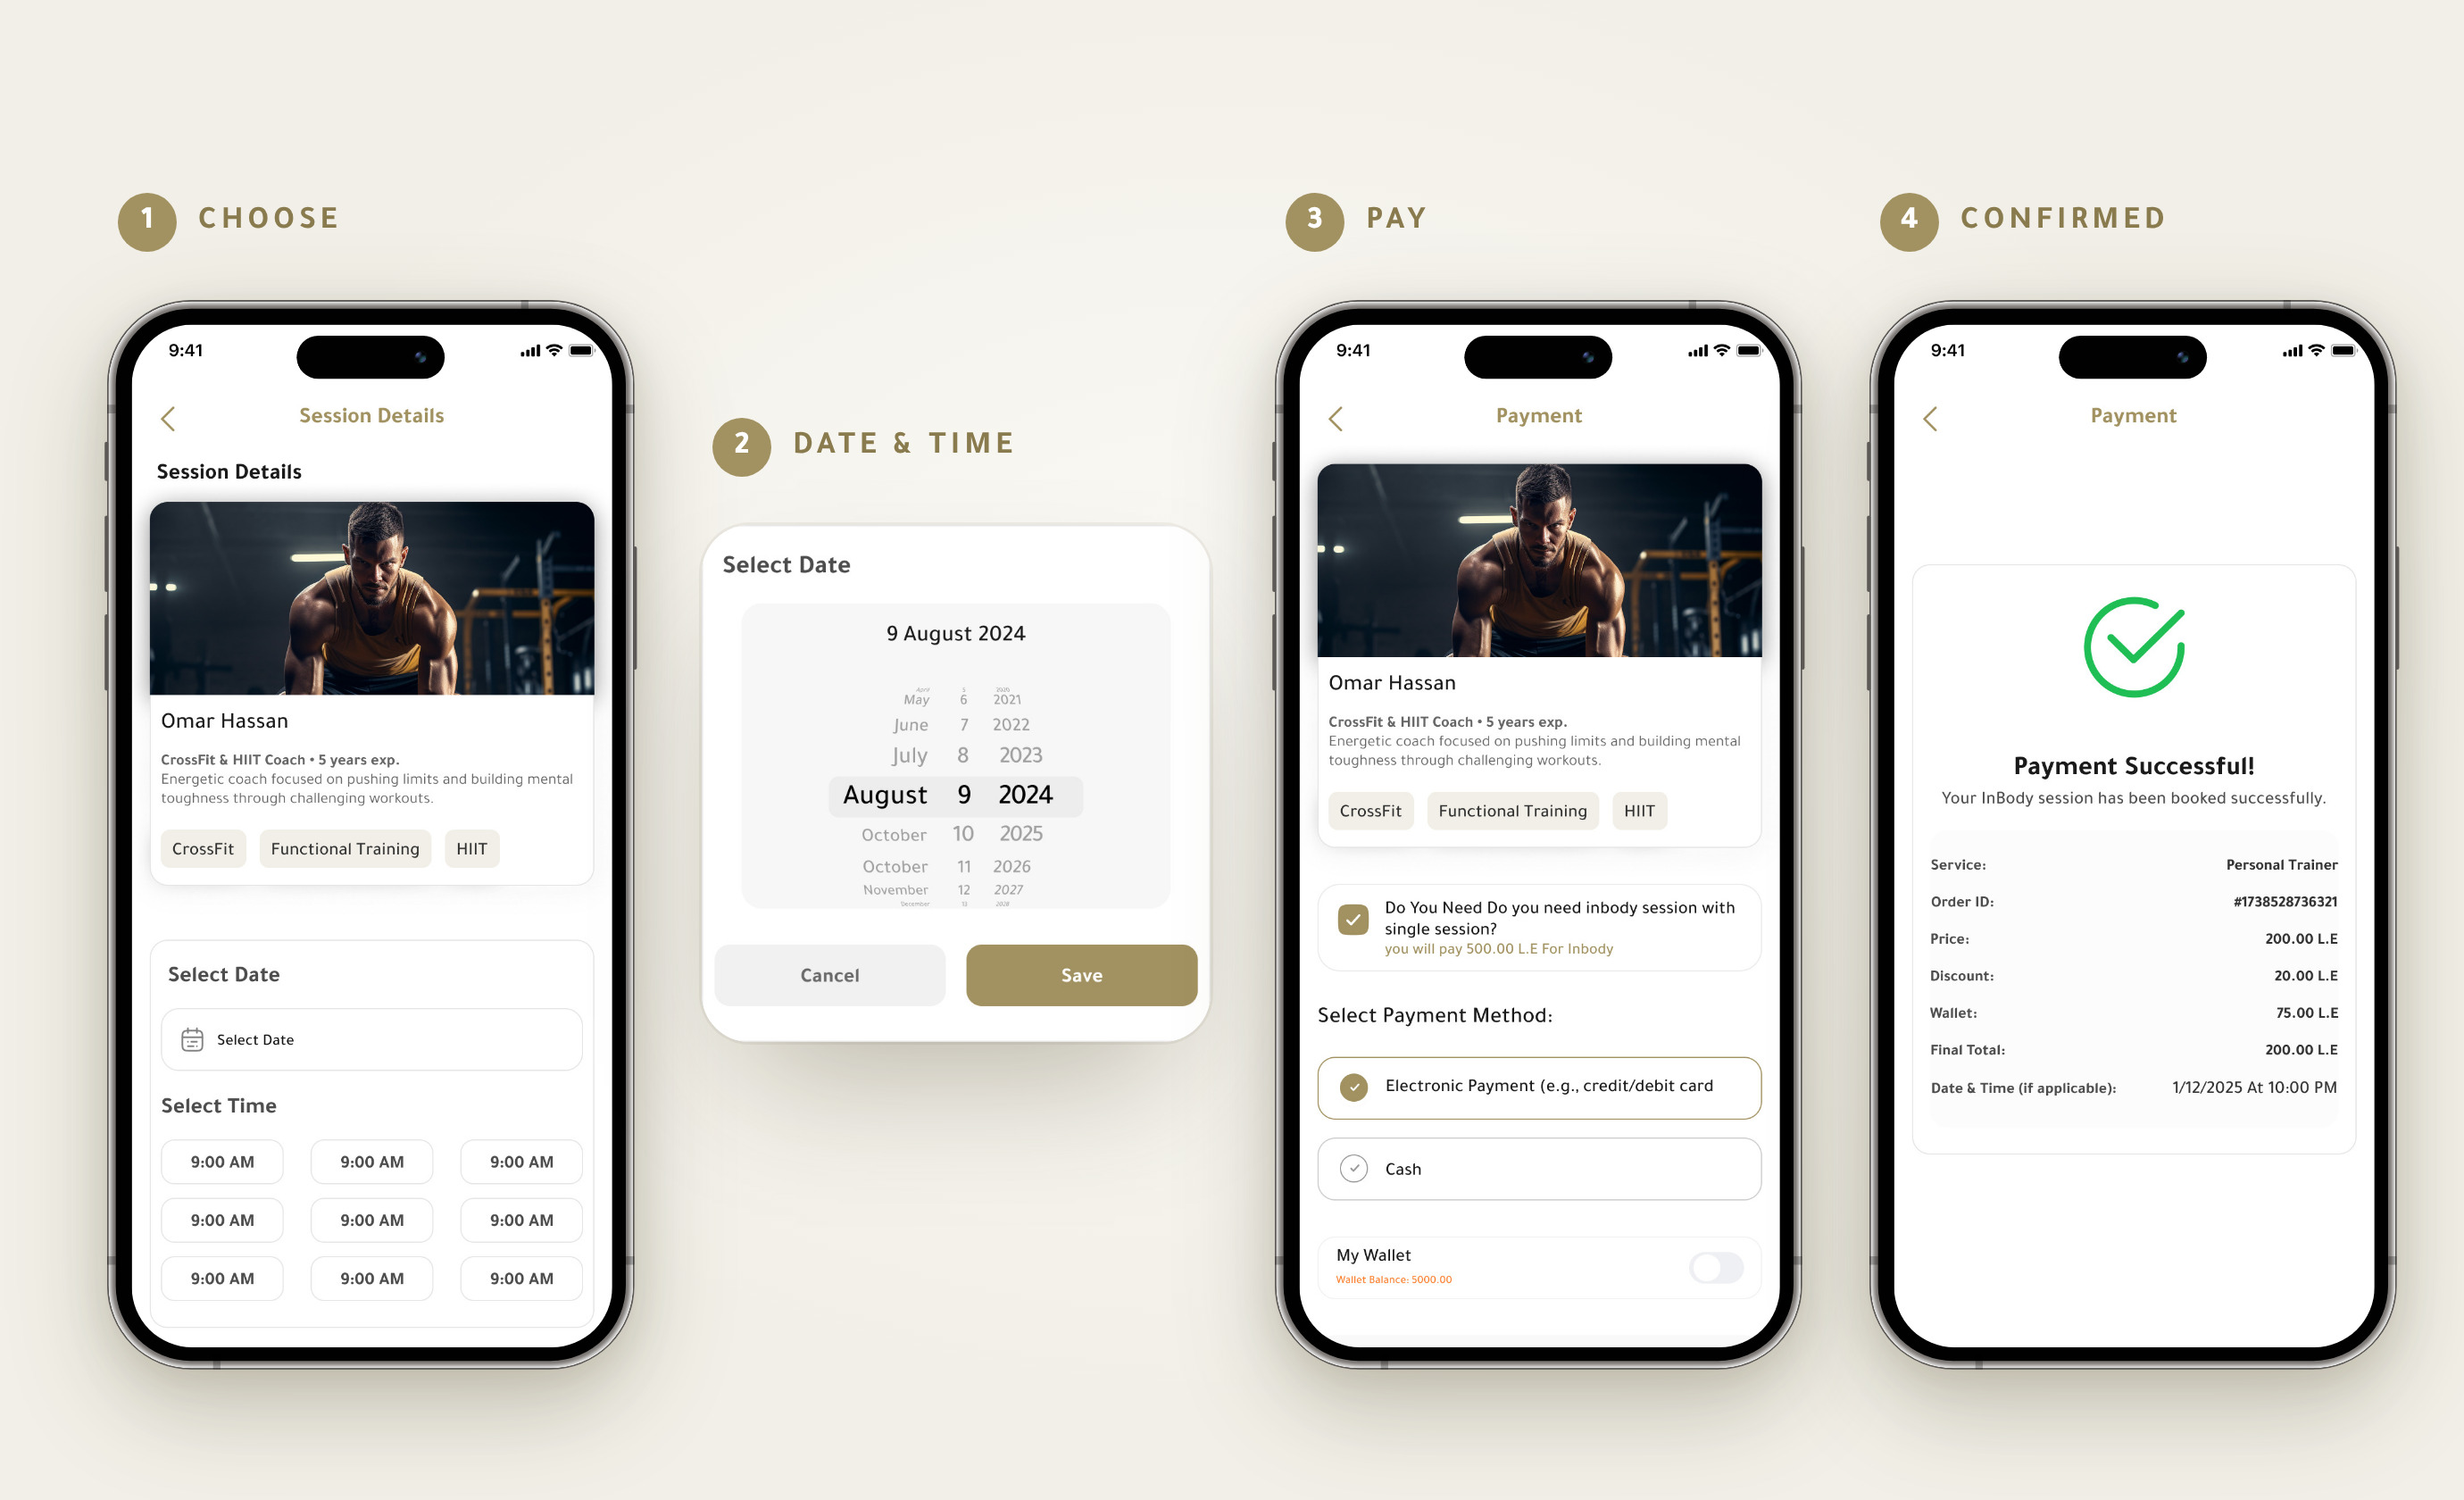 1 CHOOSE
9:41
Session Details
Session Details
Omar Hassan
CrossFit & HIIT Coach • 5 years exp.
Energetic coach focused on pushing limits and building mental
toughness through challenging workouts.
CrossFit Functional Training HIIT
Select Date
Select Date
Select Time
9:00 AM 9:00 AM 9:00 AM
9:00 AM 9:00 AM 9:00 AM
9:00 AM 9:00 AM 9:00 AM
2 DATE & TIME
Select Date
9 August 2024
April 5 2020
May 6 2021
June 7 2022
July 8 2023
August 9 2024
October 10 2025
October 11 2026
November 12 2027
December 13 2028
Cancel Save
3 PAY
9:41
Payment
Omar Hassan
CrossFit & HIIT Coach • 5 years exp.
Energetic coach focused on pushing limits and building mental
toughness through challenging workouts.
CrossFit Functional Training HIIT
Do You Need Do you need inbody session with
single session?
you will pay 500.00 L.E For Inbody
Select Payment Method:
Electronic Payment (e.g., credit/debit card
Cash
My Wallet
Wallet Balance: 5000.00
4 CONFIRMED
9:41
Payment
Payment Successful!
Your InBody session has been booked successfully.
Service: Personal Trainer
Order ID: #1738528736321
Price: 200.00 L.E
Discount: 20.00 L.E
Wallet: 75.00 L.E
Final Total: 200.00 L.E
Date & Time (if applicable): 1/12/2025 At 10:00 PM